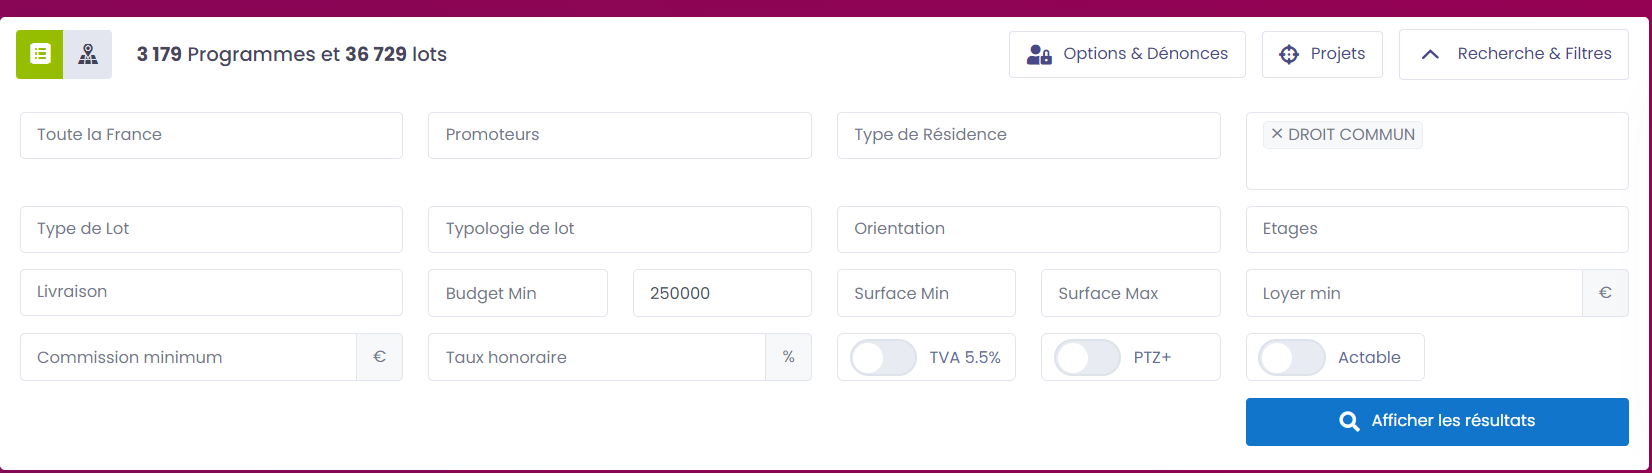 3 179 Programmes et 36 729 lots
Options & Dénonces
Projets
Recherche & Filtres
Toute la France
Promoteurs
Type de Résidence
× DROIT COMMUN
Type de Lot
Typologie de lot
Orientation
Etages
Livraison
Budget Min
250000
Surface Min
Surface Max
Loyer min
€
Commission minimum
€
Taux honoraire
%
TVA 5.5%
PTZ+
Actable
Afficher les résultats